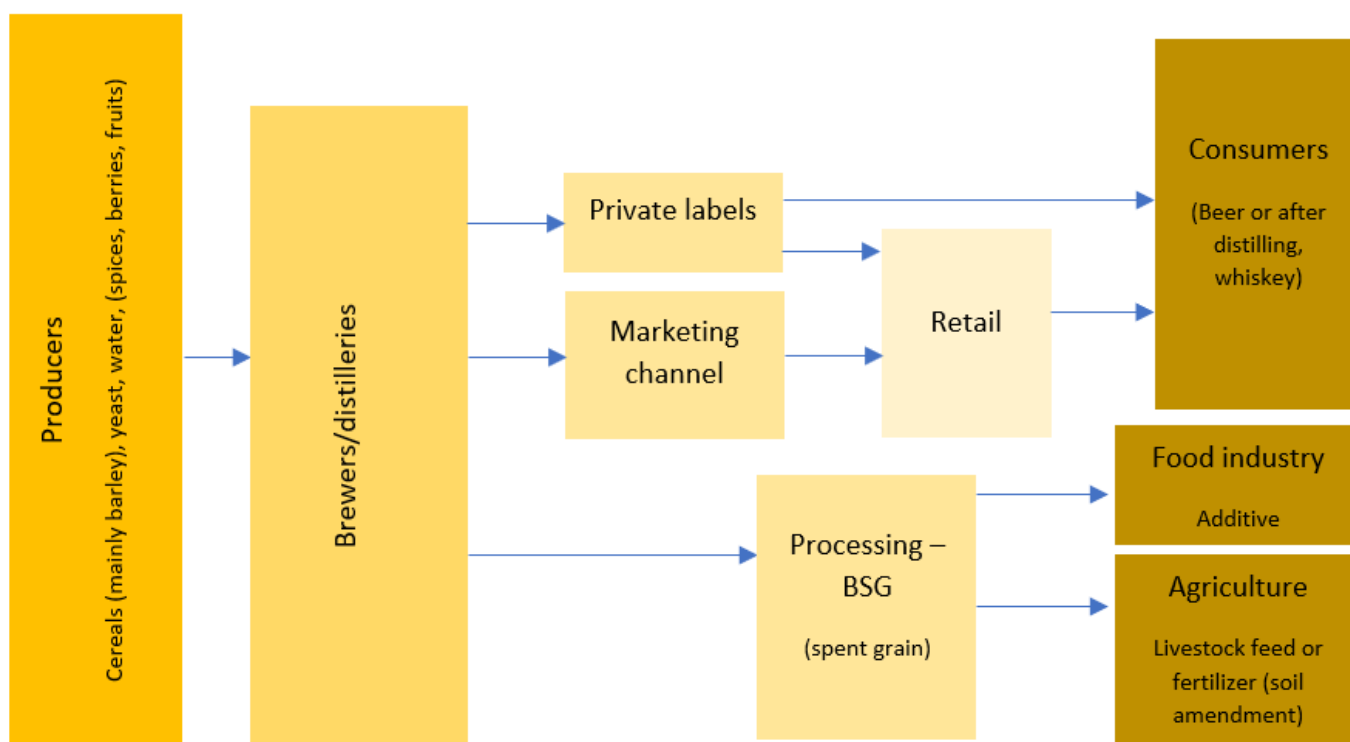 Producers
Cereals (mainly barley), yeast, water, (spices, berries, fruits)
Brewers/distilleries
Private labels
Marketing
channel
Retail
Consumers
(Beer or after
distilling,
whiskey)
Processing –
BSG
(spent grain)
Food industry
Additive
Agriculture
Livestock feed or
fertilizer (soil
amendment)